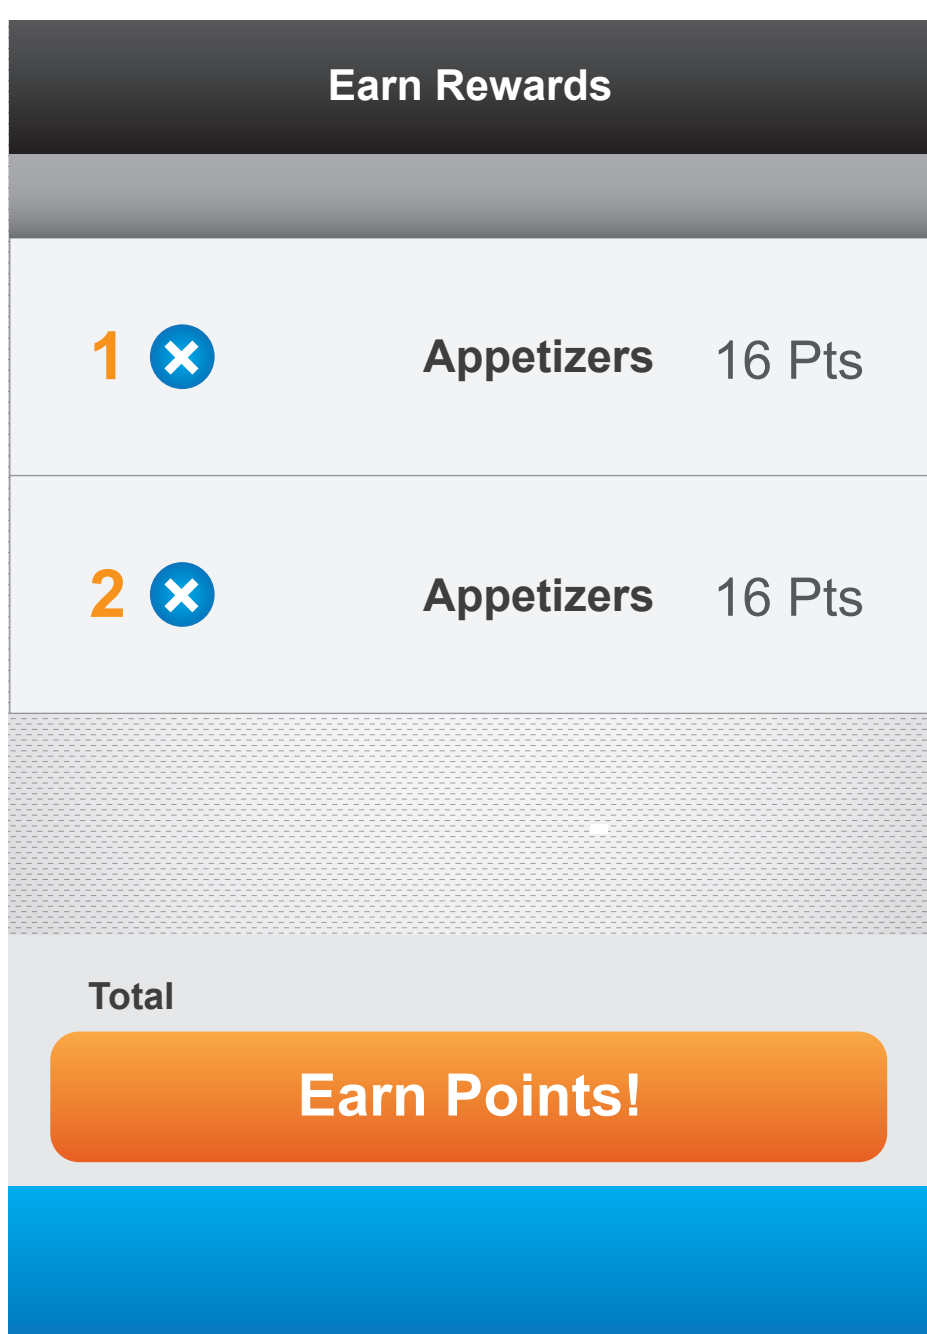 Earn Rewards
1 Appetizers 16 Pts
2 Appetizers 16 Pts
Total
Earn Points!